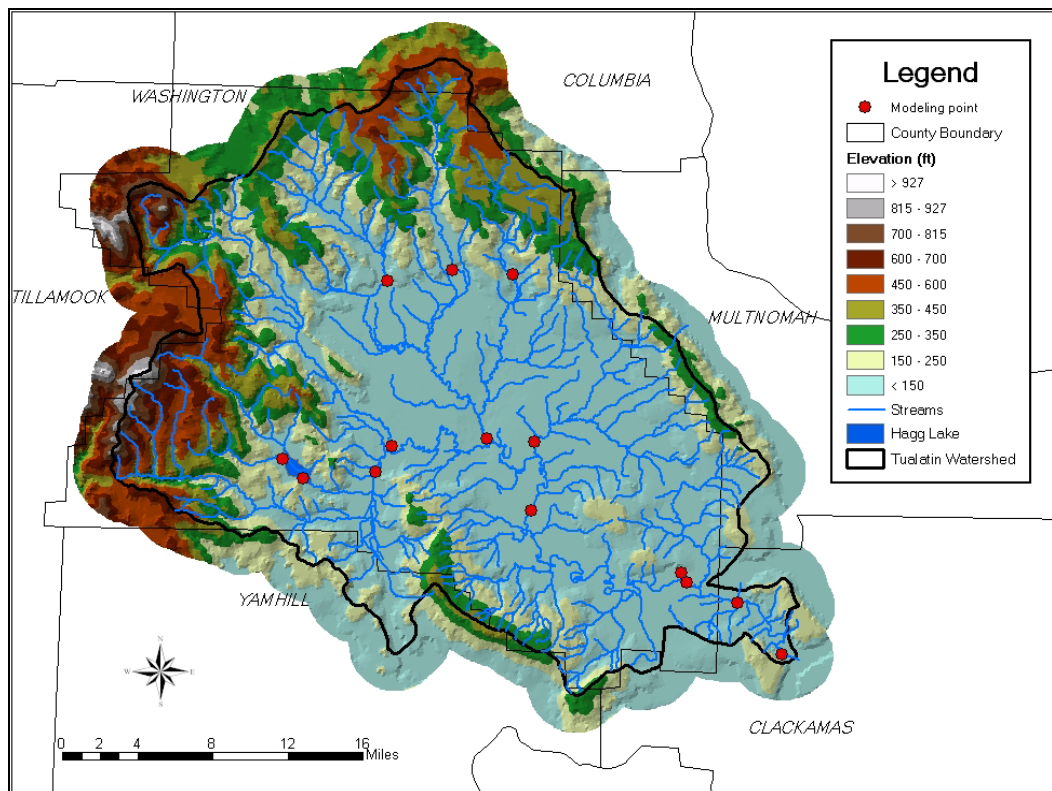 WASHINGTON
COLUMBIA
TILLAMOOK
MULTNOMAH
YAMHILL
CLACKAMAS
N
W E
S
0 2 4 8 12 16
Miles
Legend
Modeling point
County Boundary
Elevation (ft)
> 927
815 - 927
700 - 815
600 - 700
450 - 600
350 - 450
250 - 350
150 - 250
< 150
Streams
Hagg Lake
Tualatin Watershed